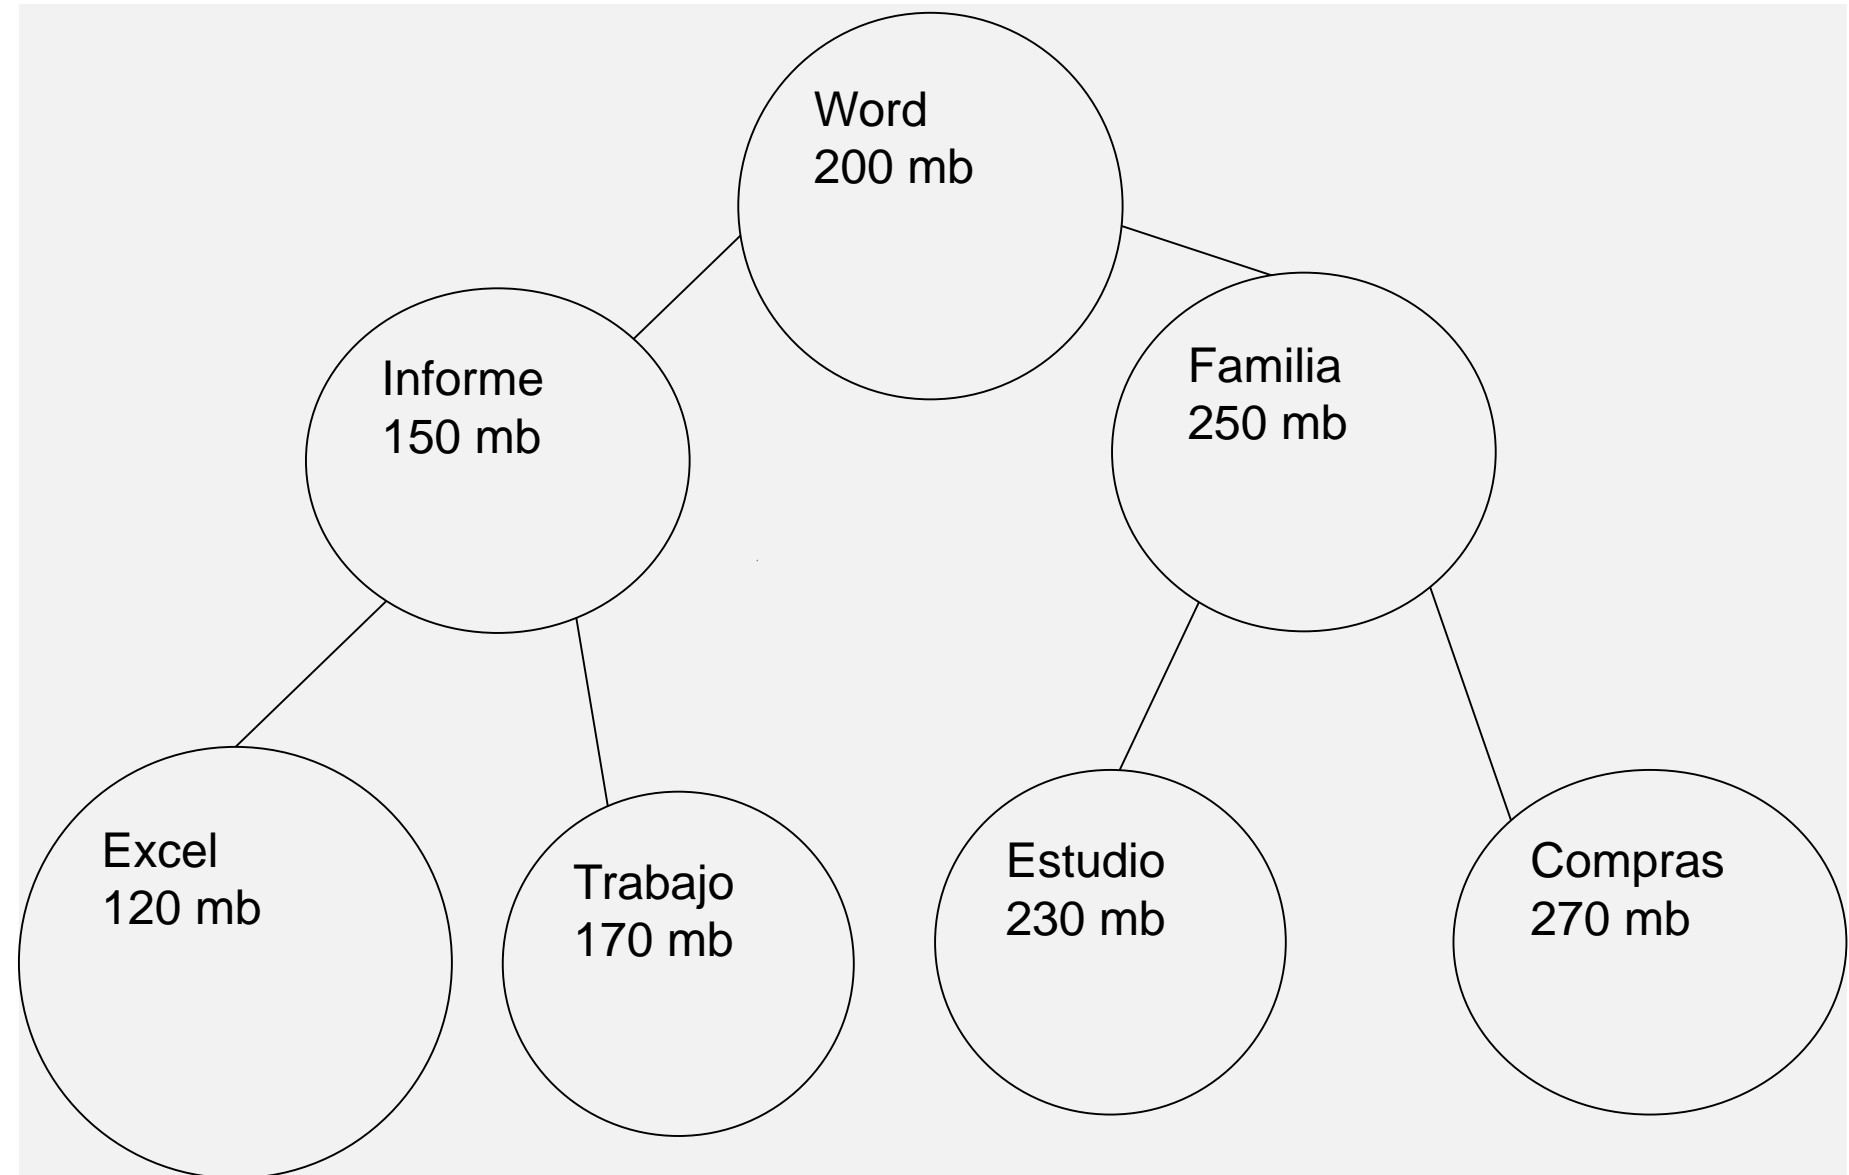 Word
200 mb
Informe
150 mb
Familia
250 mb
Excel
120 mb
Trabajo
170 mb
Estudio
230 mb
Compras
270 mb